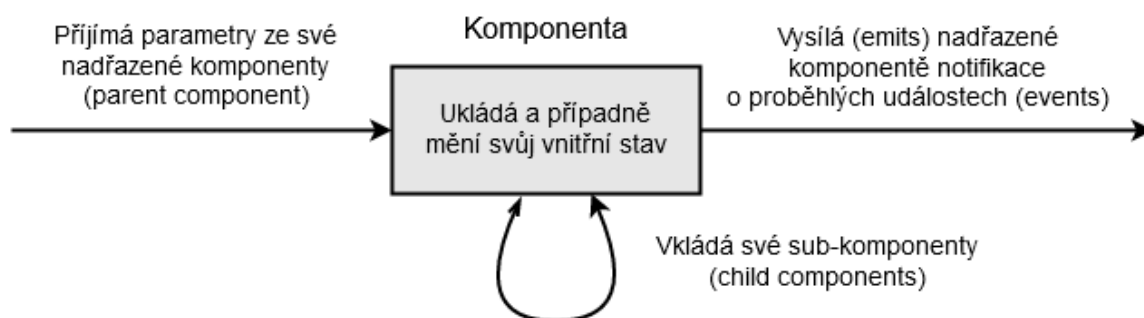 Příjímá parametry ze své
nadřazené komponenty
(parent component)
Komponenta
Ukládá a případně
mění svůj vnitřní stav
Vysílá (emits) nadřazené
komponentě notifikace
o proběhlých událostech (events)
Vkládá své sub-komponenty
(child components)